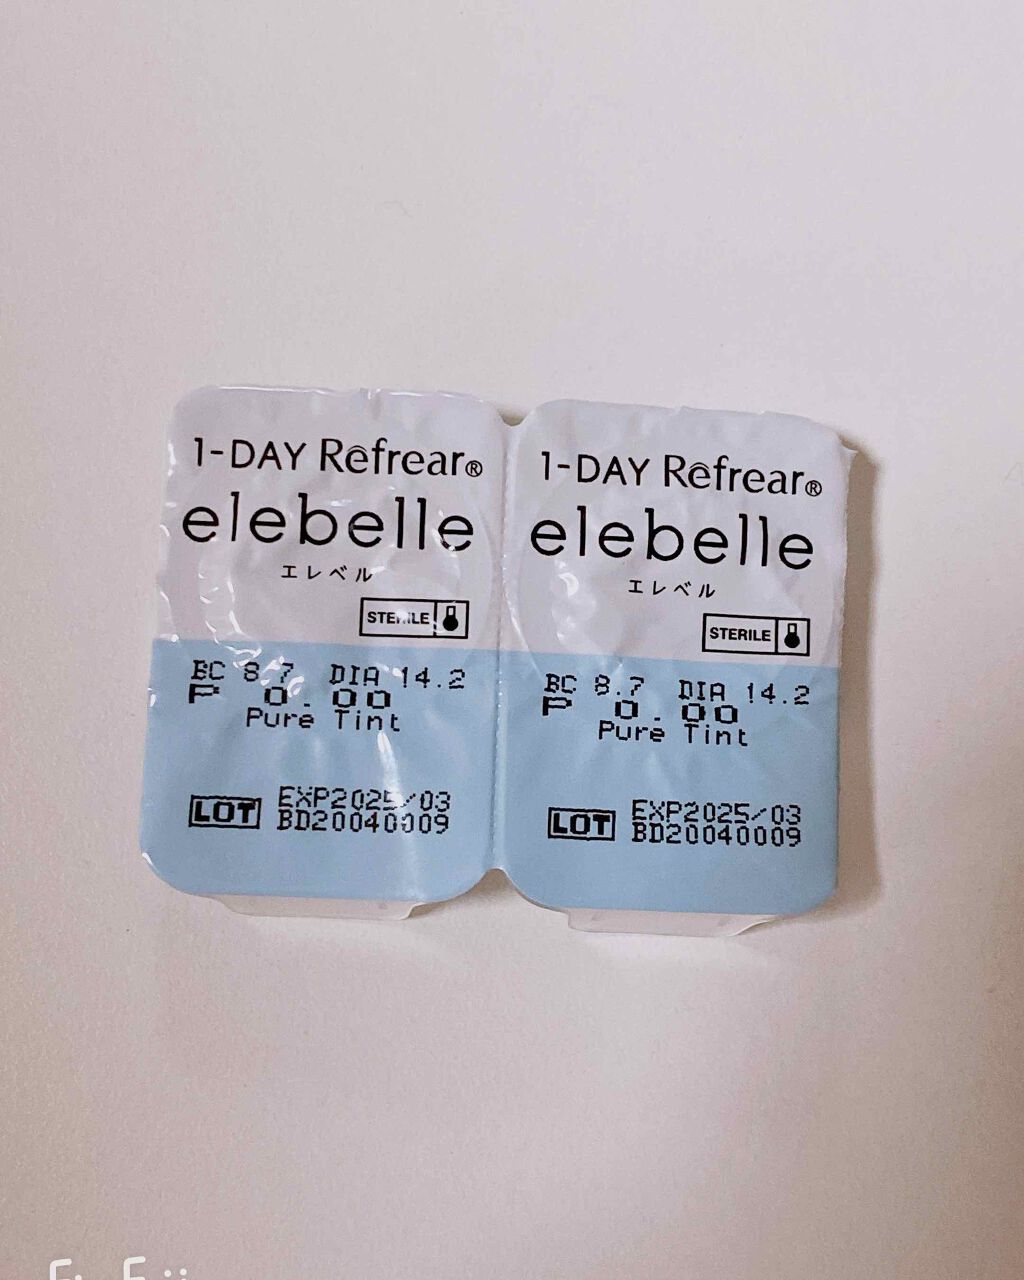 1-DAY Rêfrear®
elebelle
エレベル
STERILE
BC 8.7 DIA 14.2
P 0.00
Pure Tint
LOT EXP2025/03
BD20040009
1-DAY Rêfrear®
elebelle
エレベル
STERILE
BC 8.7 DIA 14.2
P 0.00
Pure Tint
LOT EXP2025/03
BD20040009